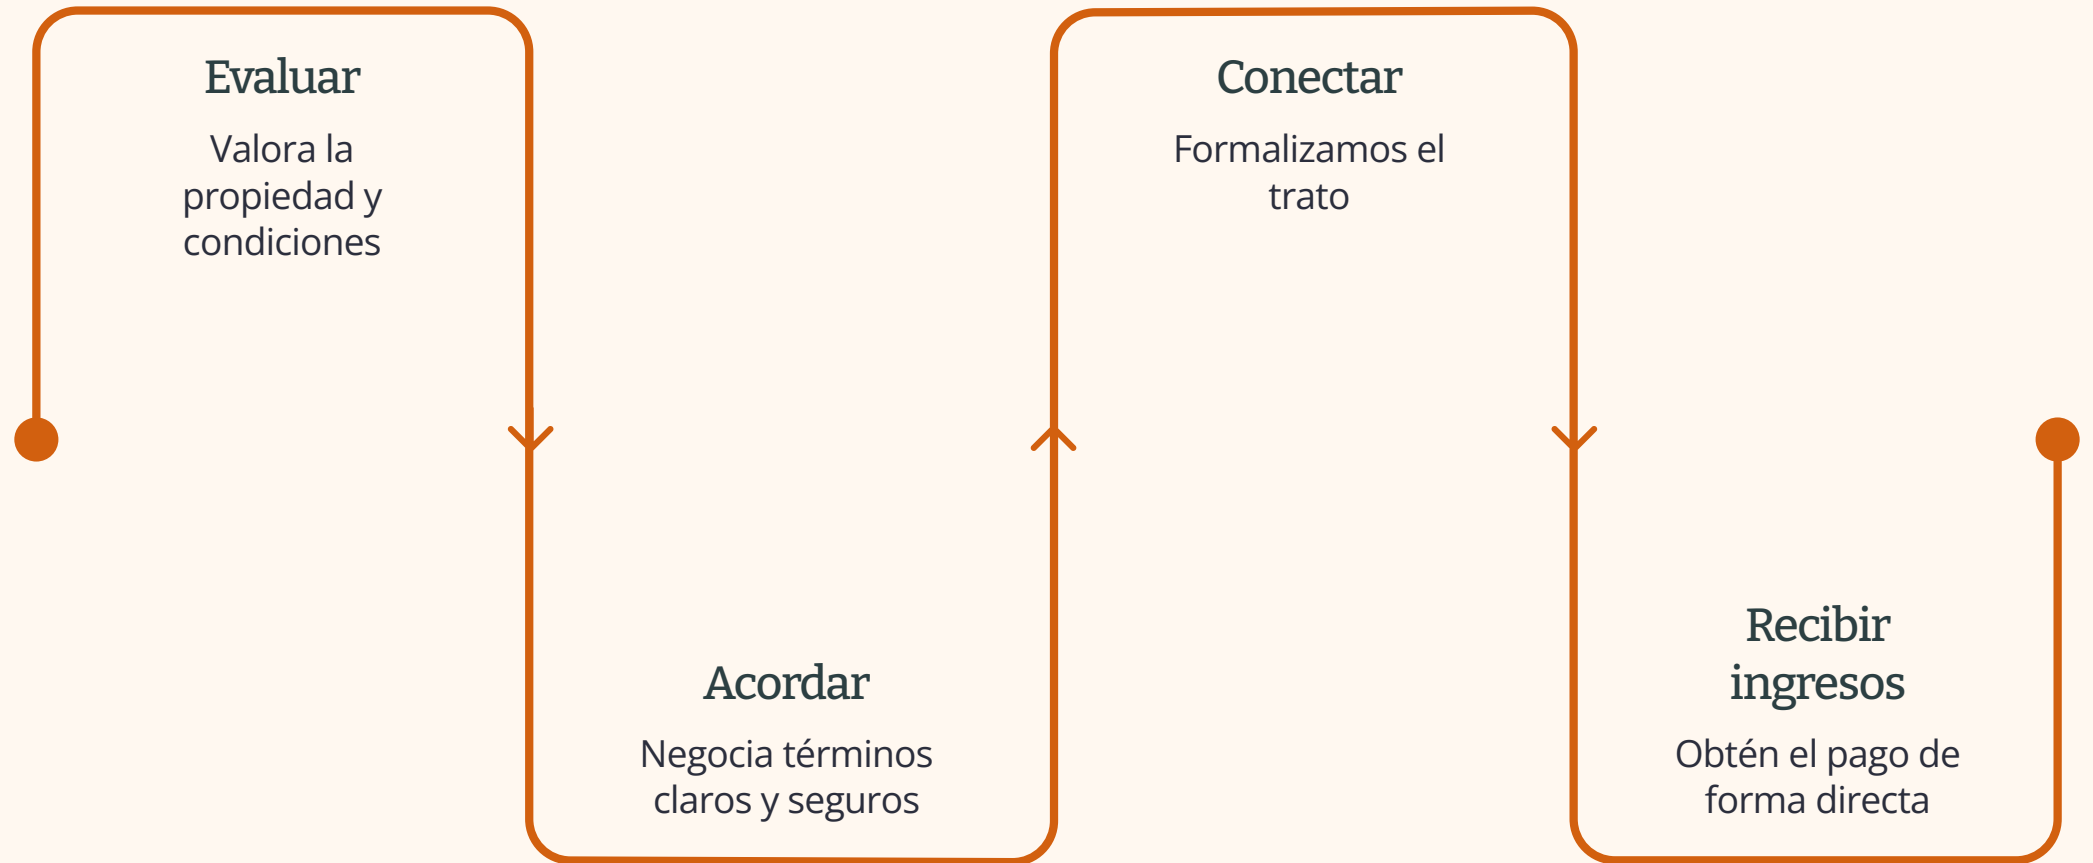 Evaluar
Valora la
propiedad y
condiciones
Acordar
Negocia términos
claros y seguros
Conectar
Formalizamos el
trato
Recibir
ingresos
Obtén el pago de
forma directa